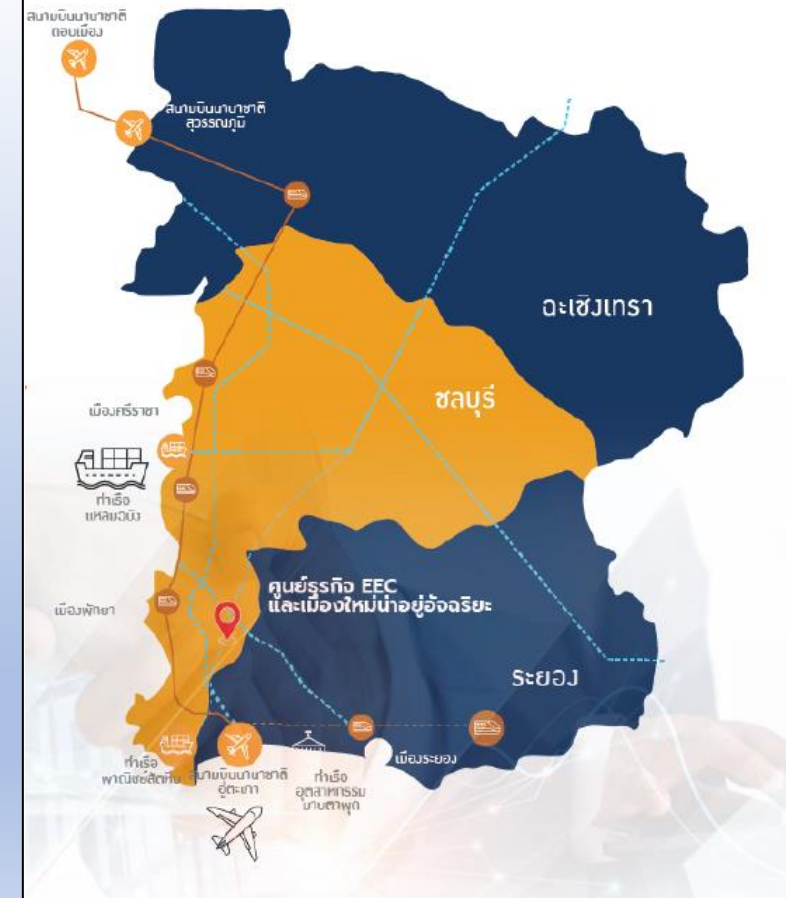 สนามบินนานาชาติ
ดอนเมือง
สนามบินนานาชาติ
สุวรรณภูมิ
ฉะเชิงเทรา
ชลบุรี
เมืองศรีราชา
ท่าเรือ
แหลมฉบัง
ศูนย์ธุรกิจ EEC
และเมืองใหม่น่าอยู่อัจฉริยะ
เมืองพัทยา
ระยอง
เมืองระยอง
ท่าเรือ
พาณิชย์สัตหีบ
สนามบินนานาชาติ
อู่ตะเภา
ท่าเรือ
อุตสาหกรรม
มาบตาพุด